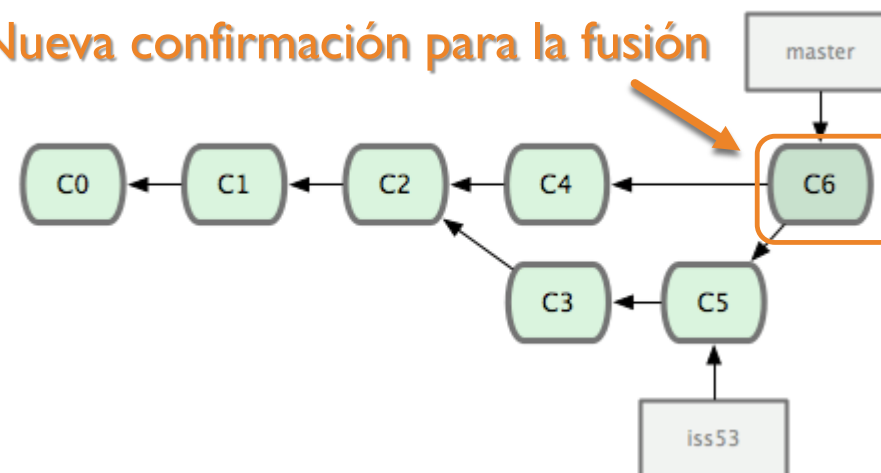 Nueva confirmación para la fusión
master
C0
C1
C2
C4
C6
C3
C5
iss53